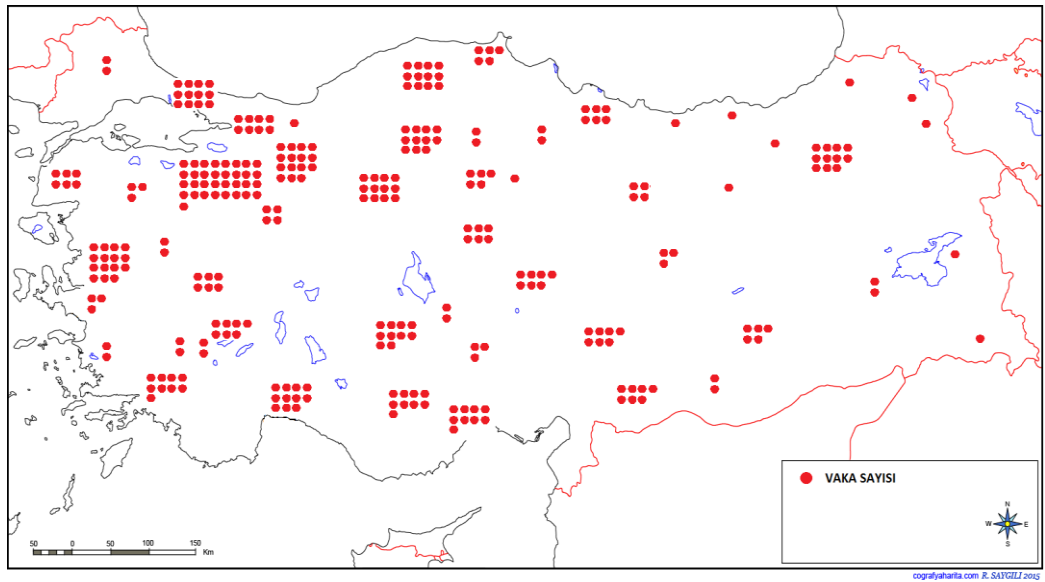 VAKA SAYISI
N
W E
S
50 0 50 100 150
Km
cografyaharita.com R. SAYGILI 2015